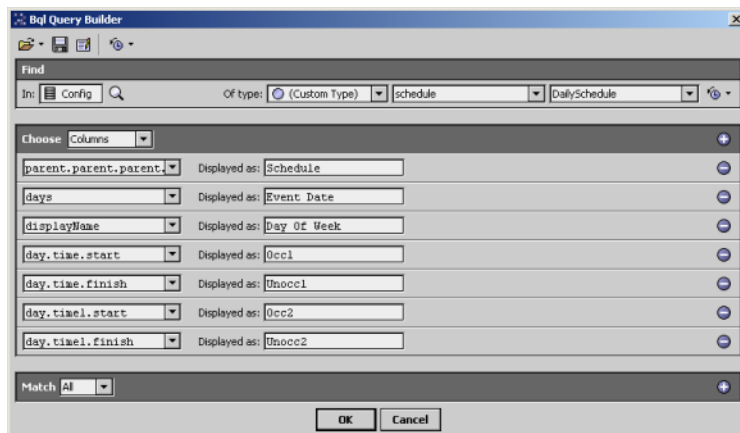 Bql Query Builder
Find
In: Config Of type: (Custom Type) schedule DailySchedule
Choose Columns
parent.parent.parent. Displayed as: Schedule
days Displayed as: Event Date
displayName Displayed as: Day Of Week
day.time.start Displayed as: Occ1
day.time.finish Displayed as: Unocc1
day.time1.start Displayed as: Occ2
day.time1.finish Displayed as: Unocc2
Match All
OK Cancel